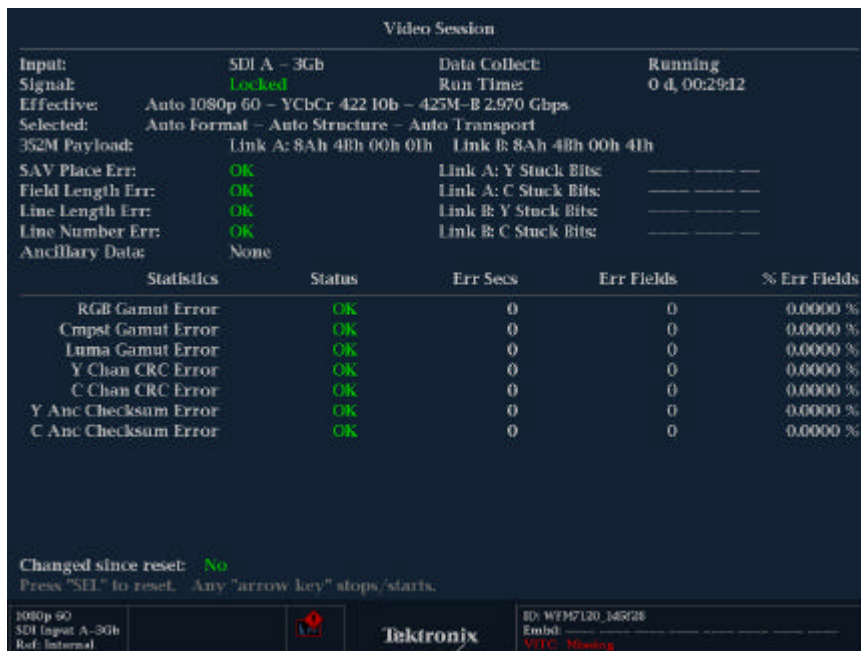 Video Session
Input: SDI A – 3Gb Data Collect: Running
Signal: Locked Run Time: 0 d, 00:29:12
Effective: Auto 1080p 60 – YCbCr 422 10b – 425M-B 2.970 Gbps
Selected: Auto Format – Auto Structure – Auto Transport
352M Payload: Link A: 8Ah 4Bh 00h 01h Link B: 8Ah 4Bh 00h 41h
SAV Place Err: OK Link A: Y Stuck Bits: ---- ---- --
Field Length Err: OK Link A: C Stuck Bits: ---- ---- --
Line Length Err: OK Link B: Y Stuck Bits: ---- ---- --
Line Number Err: OK Link B: C Stuck Bits: ---- ---- --
Ancillary Data: None
Statistics Status Err Secs Err Fields % Err Fields
RGB Gamut Error OK 0 0 0.0000 %
Cmpst Gamut Error OK 0 0 0.0000 %
Luma Gamut Error OK 0 0 0.0000 %
Y Chan CRC Error OK 0 0 0.0000 %
C Chan CRC Error OK 0 0 0.0000 %
Y Anc Checksum Error OK 0 0 0.0000 %
C Anc Checksum Error OK 0 0 0.0000 %
Changed since reset: No
Press "SEL" to reset. Any "arrow key" stops/starts.
1080p 60
SDI Input A-3Gb
Ref: Internal
Tektronix
ID: WFM7120_145f28
Embd: ---- ---- ---- ---- ---- ---- ---- ----
VITC: Missing